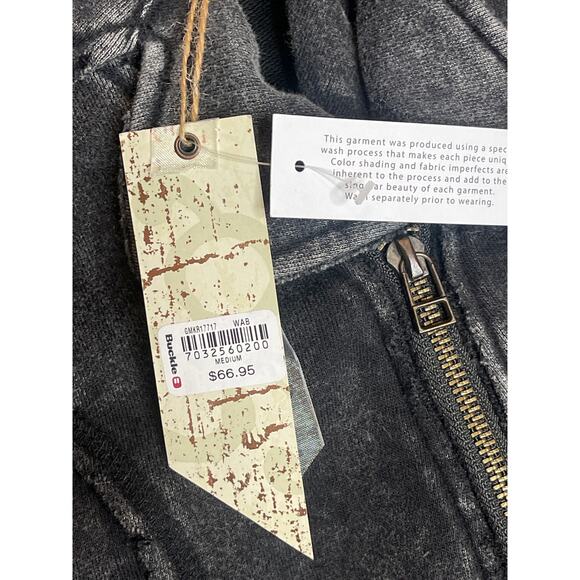 This garment was produced using a spec
wash process that makes each piece uniq
Color shading and fabric imperfects are
inherent to the process and add to the
beauty of each garment.
separately prior to wearing.
GMKR17717 WAB
7032560200
MEDIUM
$66.95
Buckle